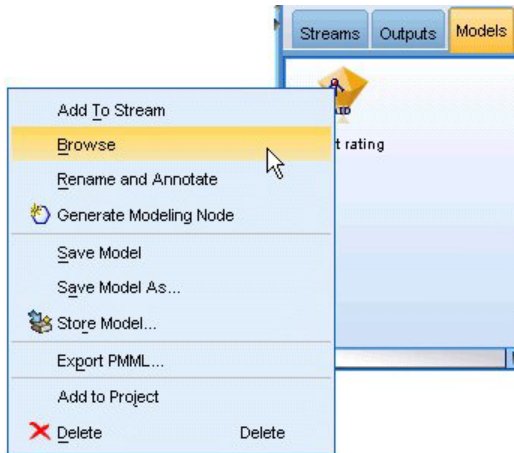 Streams Outputs Models
t rating
Add To Stream
Browse
Rename and Annotate
Generate Modeling Node
Save Model
Save Model As...
Store Model...
Export PMML...
Add to Project
Delete Delete